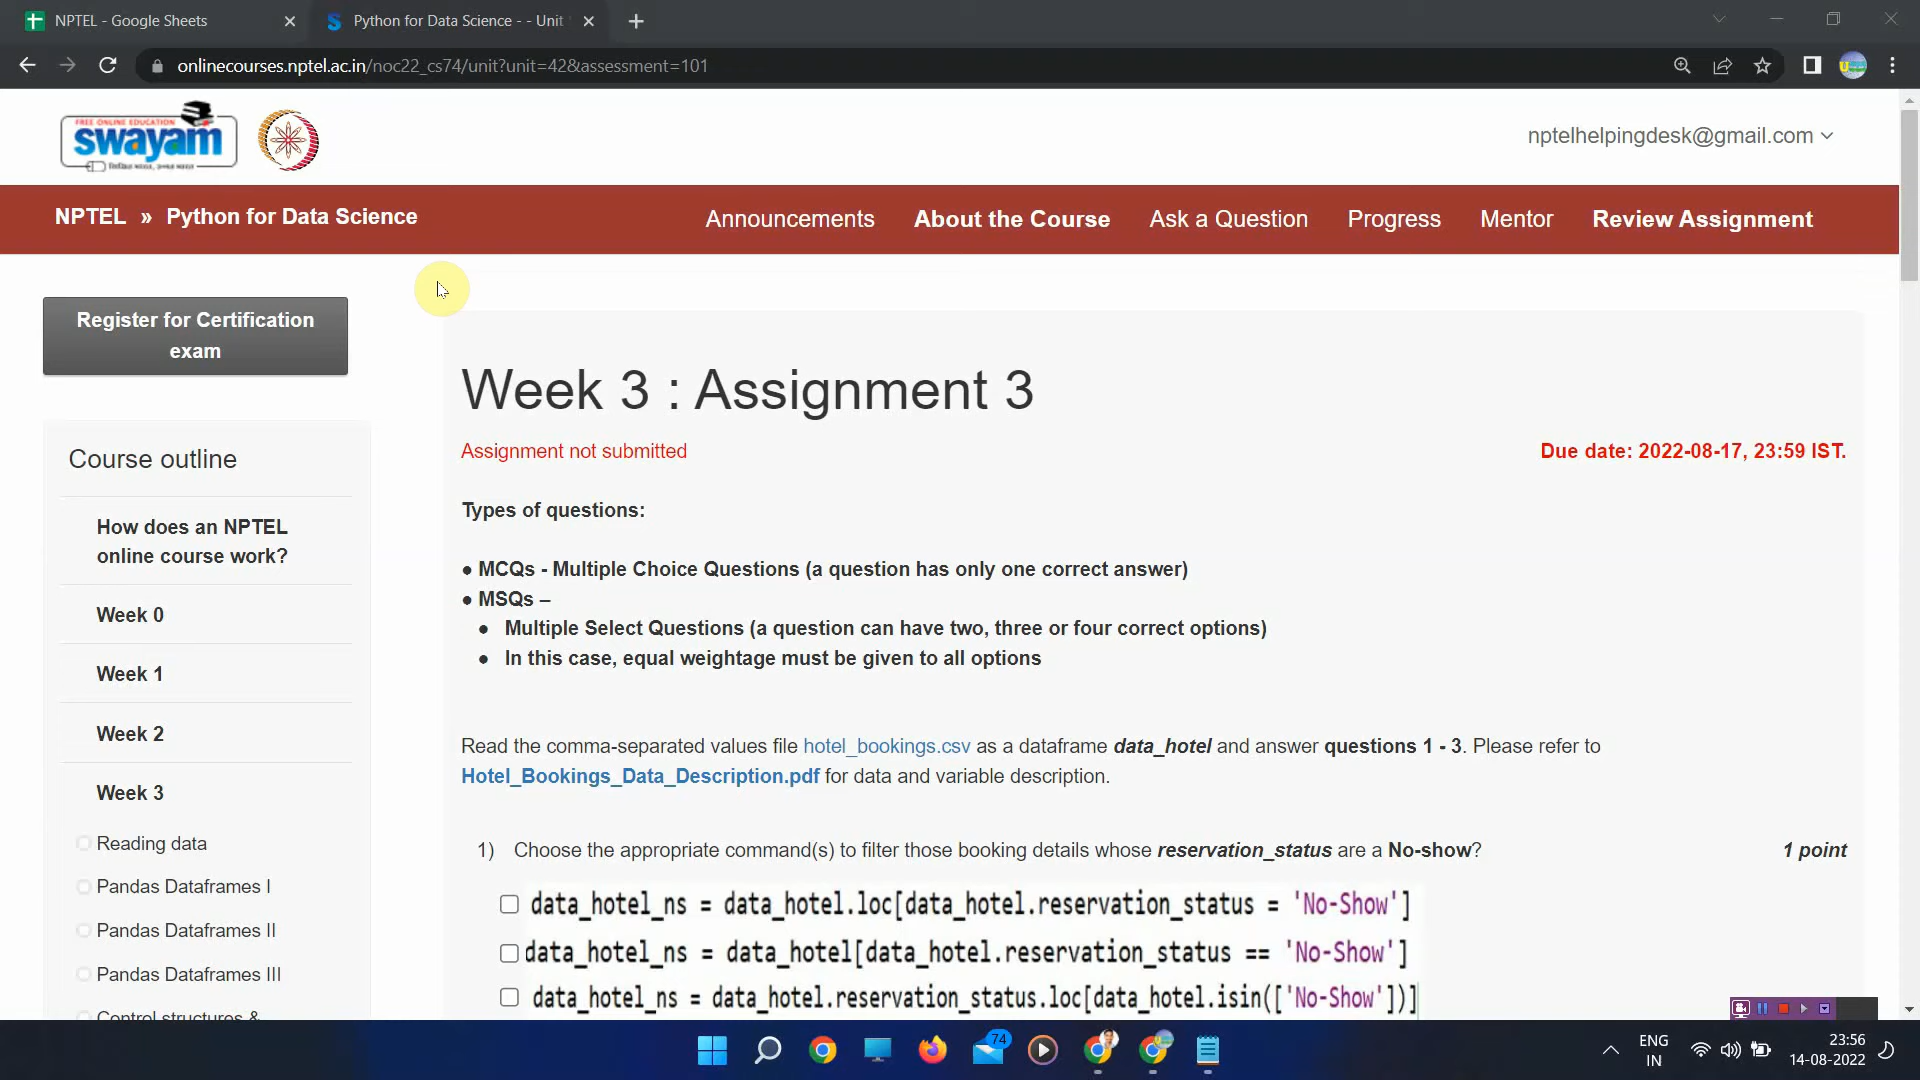 NPTEL - Google Sheets
Python for Data Science - - Unit
onlinecourses.nptel.ac.in/noc22_cs74/unit?unit=42&assessment=101
FREE ONLINE EDUCATION
swayam
nptelhelpingdesk@gmail.com
NPTEL » Python for Data Science
Announcements About the Course Ask a Question Progress Mentor Review Assignment
Register for Certification
exam
Week 3 : Assignment 3
Assignment not submitted
Due date: 2022-08-17, 23:59 IST.
Course outline
How does an NPTEL
online course work?
Week 0
Week 1
Week 2
Week 3
Reading data
Pandas Dataframes I
Pandas Dataframes II
Pandas Dataframes III
Control structures &
Types of questions:
● MCQs - Multiple Choice Questions (a question has only one correct answer)
● MSQs –
● Multiple Select Questions (a question can have two, three or four correct options)
● In this case, equal weightage must be given to all options
Read the comma-separated values file hotel_bookings.csv as a dataframe data_hotel and answer questions 1 - 3. Please refer to
Hotel_Bookings_Data_Description.pdf for data and variable description.
1) Choose the appropriate command(s) to filter those booking details whose reservation_status are a No-show?
1 point
data_hotel_ns = data_hotel.loc[data_hotel.reservation_status = 'No-Show']
data_hotel_ns = data_hotel[data_hotel.reservation_status == 'No-Show']
data_hotel_ns = data_hotel.reservation_status.loc[data_hotel.isin(['No-Show'])]
74
ENG
IN
23:56
14-08-2022